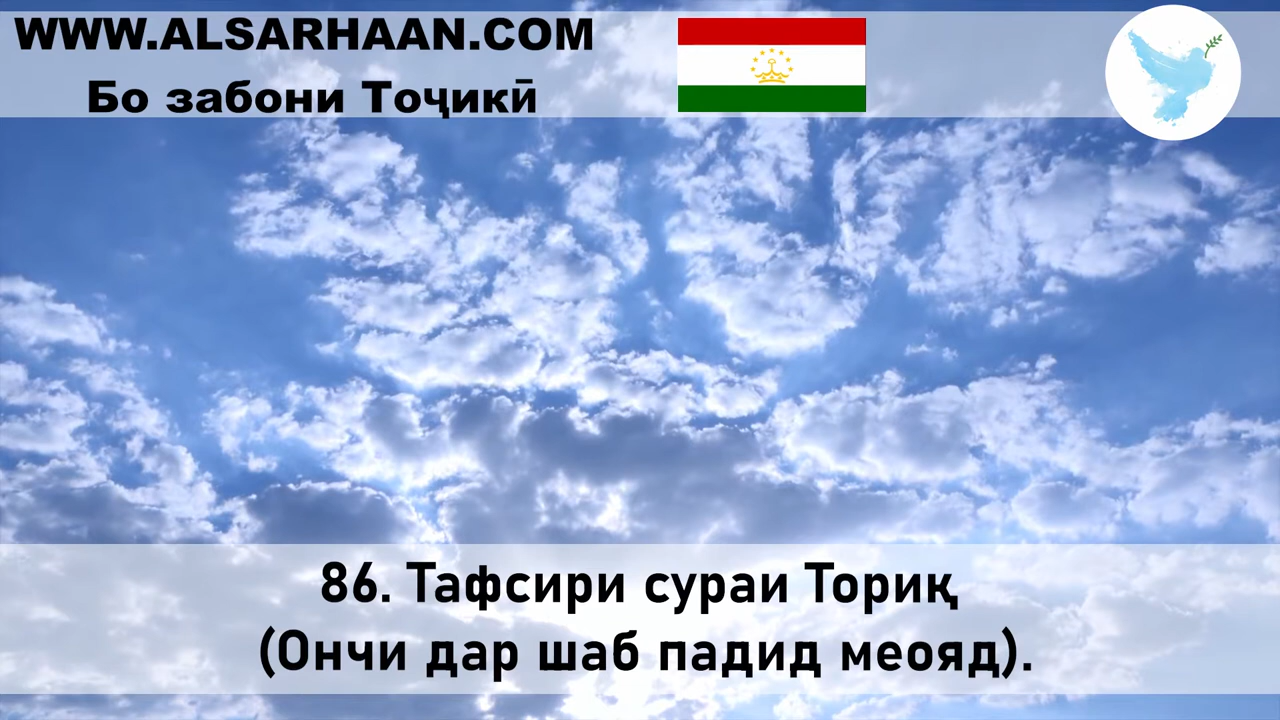 WWW.ALSARHAAN.COM
Бо забони Тоҷикӣ
86. Тафсири сураи Ториқ
(Ончи дар шаб падид меояд).